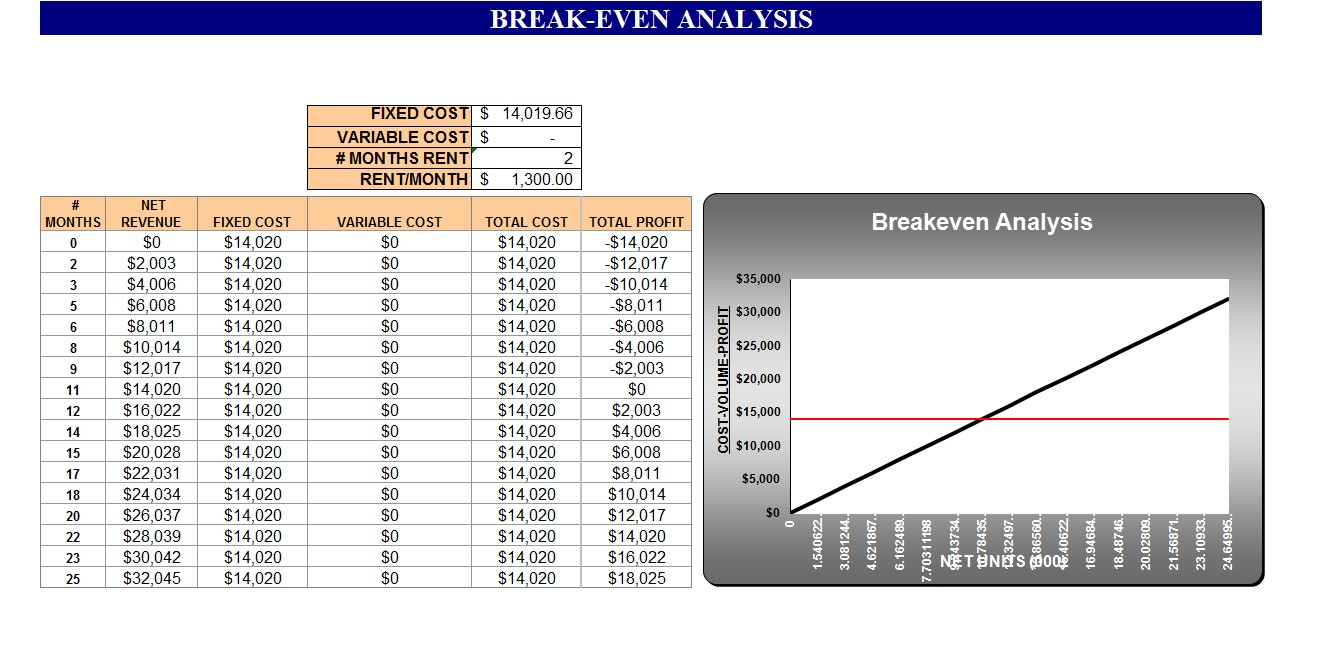 BREAK-EVEN ANALYSIS
FIXED COST $ 14,019.66
VARIABLE COST $ -
# MONTHS RENT 2
RENT/MONTH $ 1,300.00
# MONTHS NET REVENUE FIXED COST VARIABLE COST TOTAL COST TOTAL PROFIT
0 $0 $14,020 $0 $14,020 -$14,020
2 $2,003 $14,020 $0 $14,020 -$12,017
3 $4,006 $14,020 $0 $14,020 -$10,014
5 $6,008 $14,020 $0 $14,020 -$8,011
6 $8,011 $14,020 $0 $14,020 -$6,008
8 $10,014 $14,020 $0 $14,020 -$4,006
9 $12,017 $14,020 $0 $14,020 -$2,003
11 $14,020 $14,020 $0 $14,020 $0
12 $16,022 $14,020 $0 $14,020 $2,003
14 $18,025 $14,020 $0 $14,020 $4,006
15 $20,028 $14,020 $0 $14,020 $6,008
17 $22,031 $14,020 $0 $14,020 $8,011
18 $24,034 $14,020 $0 $14,020 $10,014
20 $26,037 $14,020 $0 $14,020 $12,017
22 $28,039 $14,020 $0 $14,020 $14,020
23 $30,042 $14,020 $0 $14,020 $16,022
25 $32,045 $14,020 $0 $14,020 $18,025
Breakeven Analysis
COST-VOLUME-PROFIT
$35,000
$30,000
$25,000
$20,000
$15,000
$10,000
$5,000
$0
0
1.540622..
3.081244..
4.621867..
6.162489..
7.70311198
16.94684..
18.48746..
20.02809..
21.56871..
23.10933..
24.64995..
NET UNITS (000)